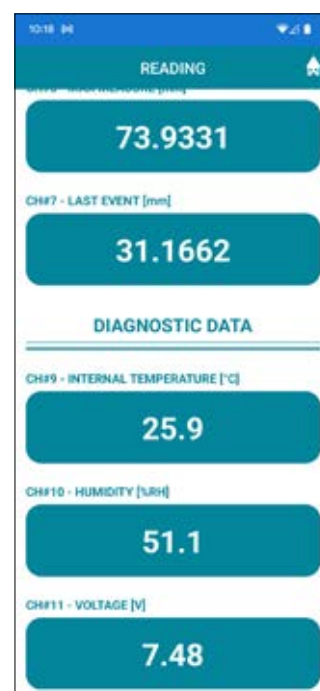 10:18
READING
73.9331
CH#7 - LAST EVENT [mm]
31.1662
DIAGNOSTIC DATA
CH#9 - INTERNAL TEMPERATURE [°C]
25.9
CH#10 - HUMIDITY [%RH]
51.1
CH#11 - VOLTAGE [V]
7.48